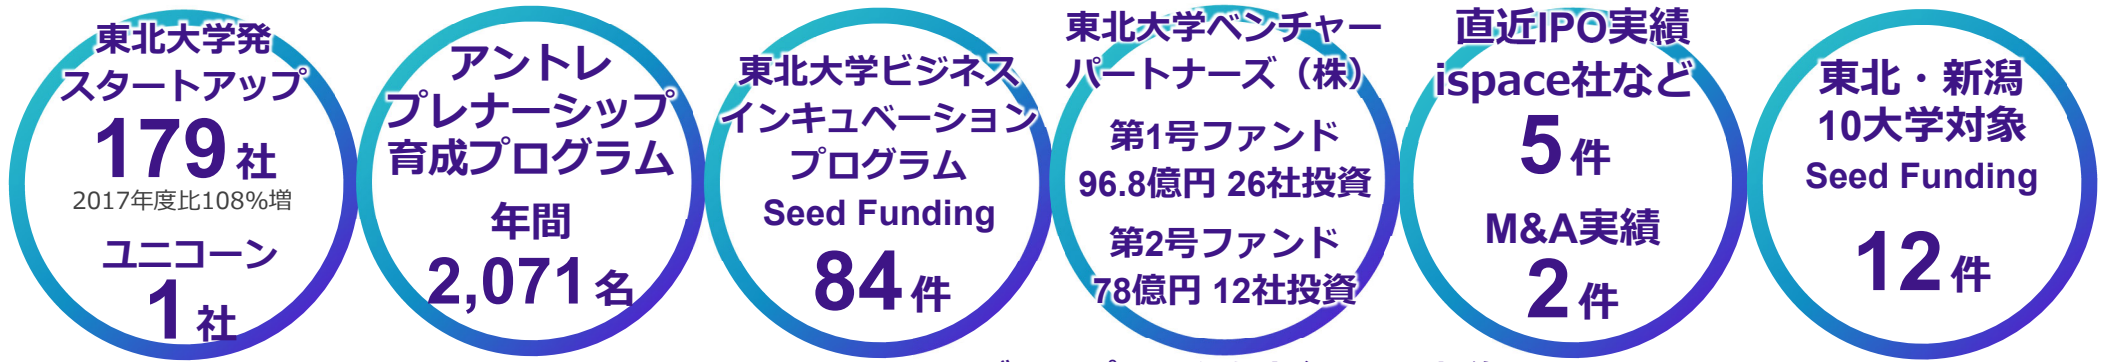 東北大学発
スタートアップ
179社
2017年度比108%増
ユニコーン
1社
アントレ
プレナーシップ
育成プログラム
年間
2,071名
東北大学ビジネス
インキュベーション
プログラム
Seed Funding
84件
東北大学ベンチャー
パートナーズ（株）
第1号ファンド
96.8億円 26社投資
第2号ファンド
78億円 12社投資
直近IPO実績
ispace社など
5件
M&A実績
2件
東北・新潟
10大学対象
Seed Funding
12件